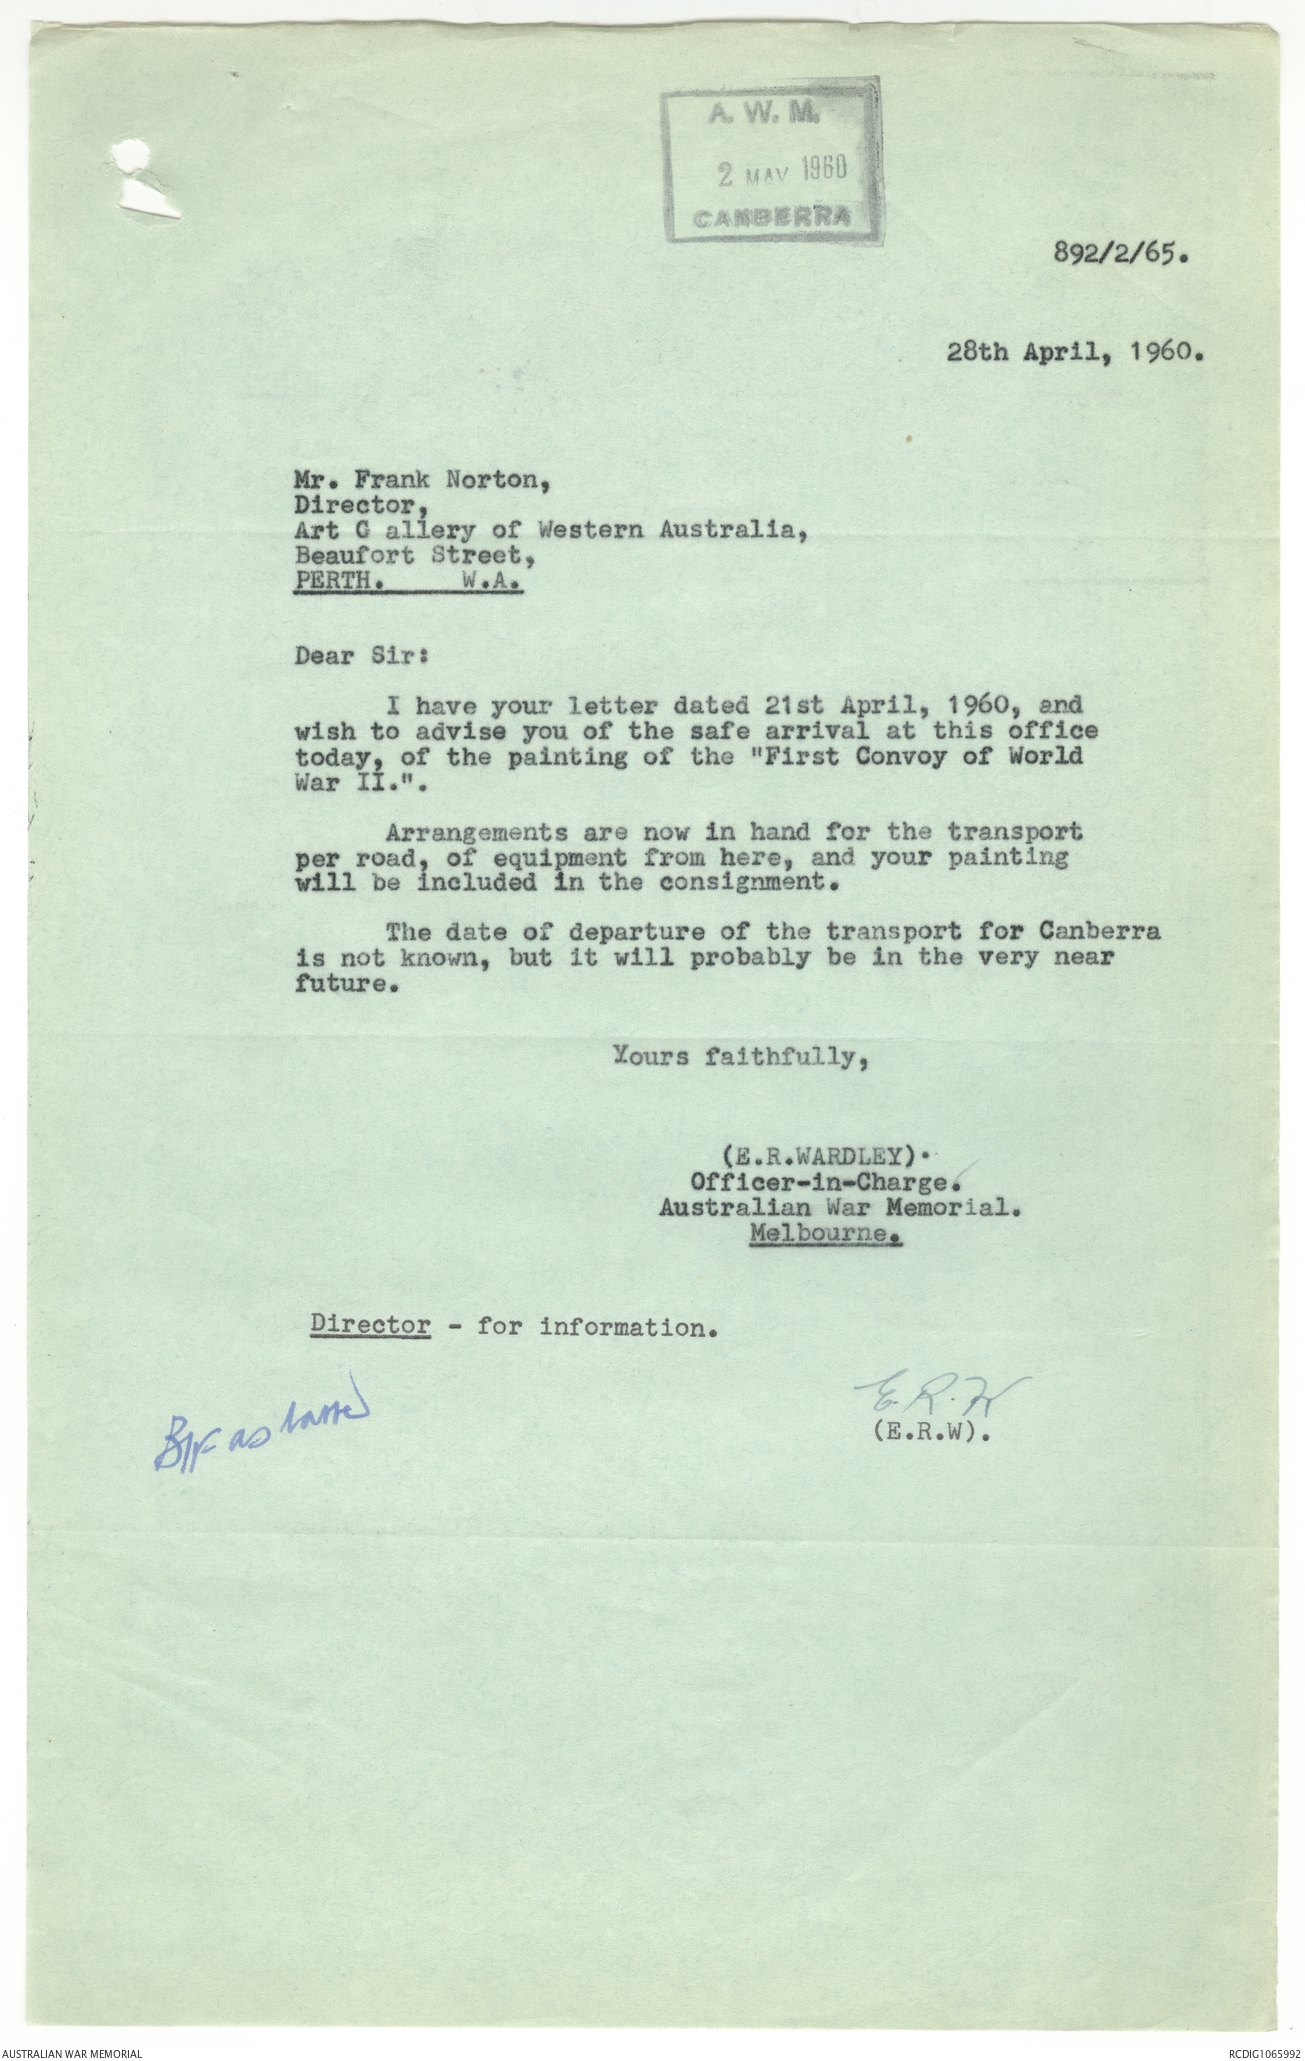 A. W. M.
2 MAY 1960
CANBERRA
892/2/65.
28th April, 1960.
Mr. Frank Norton,
Director,
Art G allery of Western Australia,
Beaufort Street,
PERTH. W.A.
Dear Sir:
I have your letter dated 21st April, 1960, and
wish to advise you of the safe arrival at this office
today, of the painting of the "First Convoy of World
War II.".
Arrangements are now in hand for the transport
per road, of equipment from here, and your painting
will be included in the consignment.
The date of departure of the transport for Canberra
is not known, but it will probably be in the very near
future.
Yours faithfully,
(E.R.WARDLEY).
Officer-in-Charge.
Australian War Memorial.
Melbourne.
Director - for information.
E.R.W
(E.R.W).
B/F as
AUSTRALIAN WAR MEMORIAL
RCDIG1065992